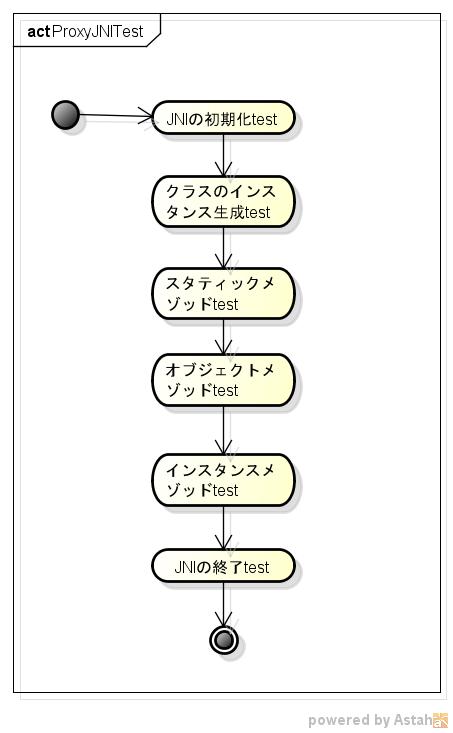 act ProxyJNITest
JNIの初期化test
クラスのインス
タンス生成test
スタティックメ
ゾッドtest
オブジェクトメ
ゾッドtest
インスタンスメ
ゾッドtest
JNIの終了test
powered by Astah